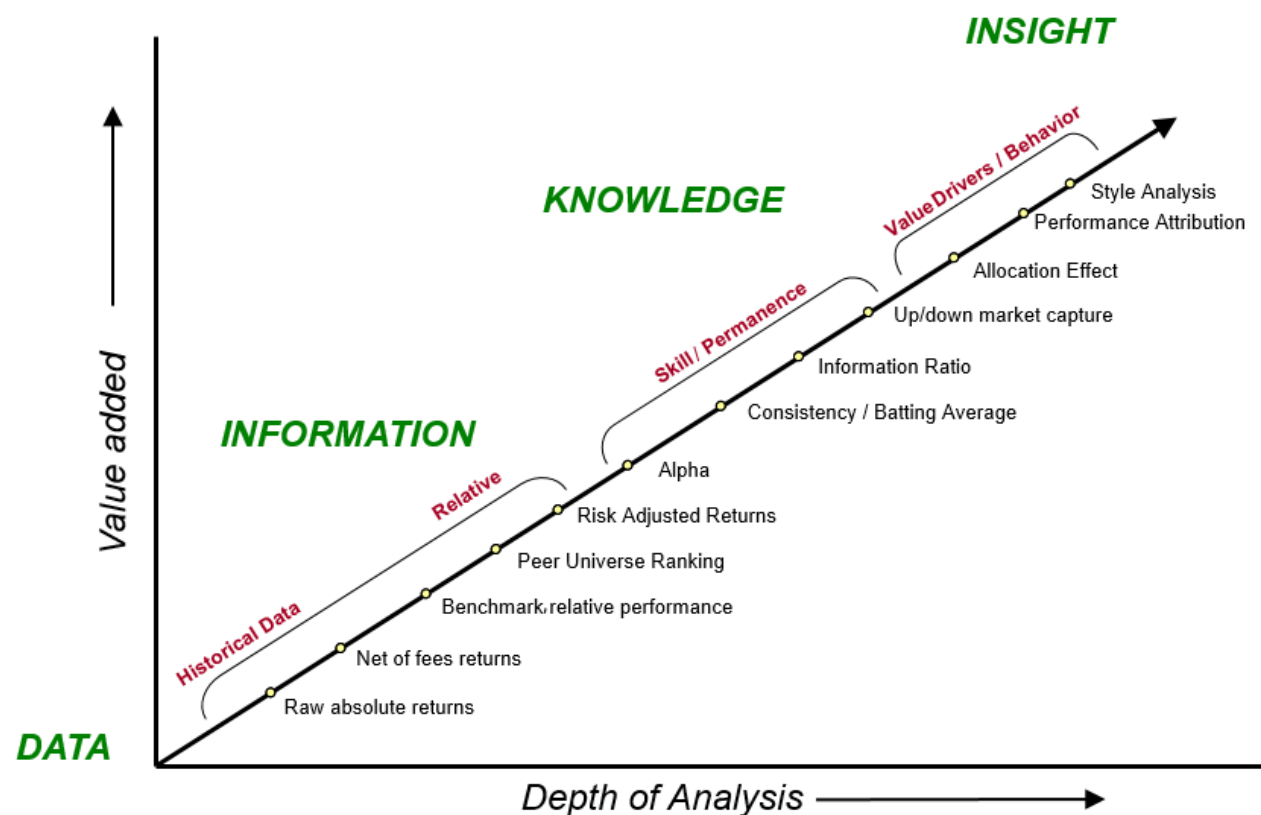 INSIGHT
Value Drivers / Behavior
Style Analysis
KNOWLEDGE
Performance Attribution
Allocation Effect
Skill / Permanence
Up/down market capture
Information Ratio
Consistency / Batting Average
INFORMATION
Value added
Alpha
Relative
Risk Adjusted Returns
Peer Universe Ranking
Benchmark relative performance
Historical Data
Net of fees returns
Raw absolute returns
DATA
Depth of Analysis